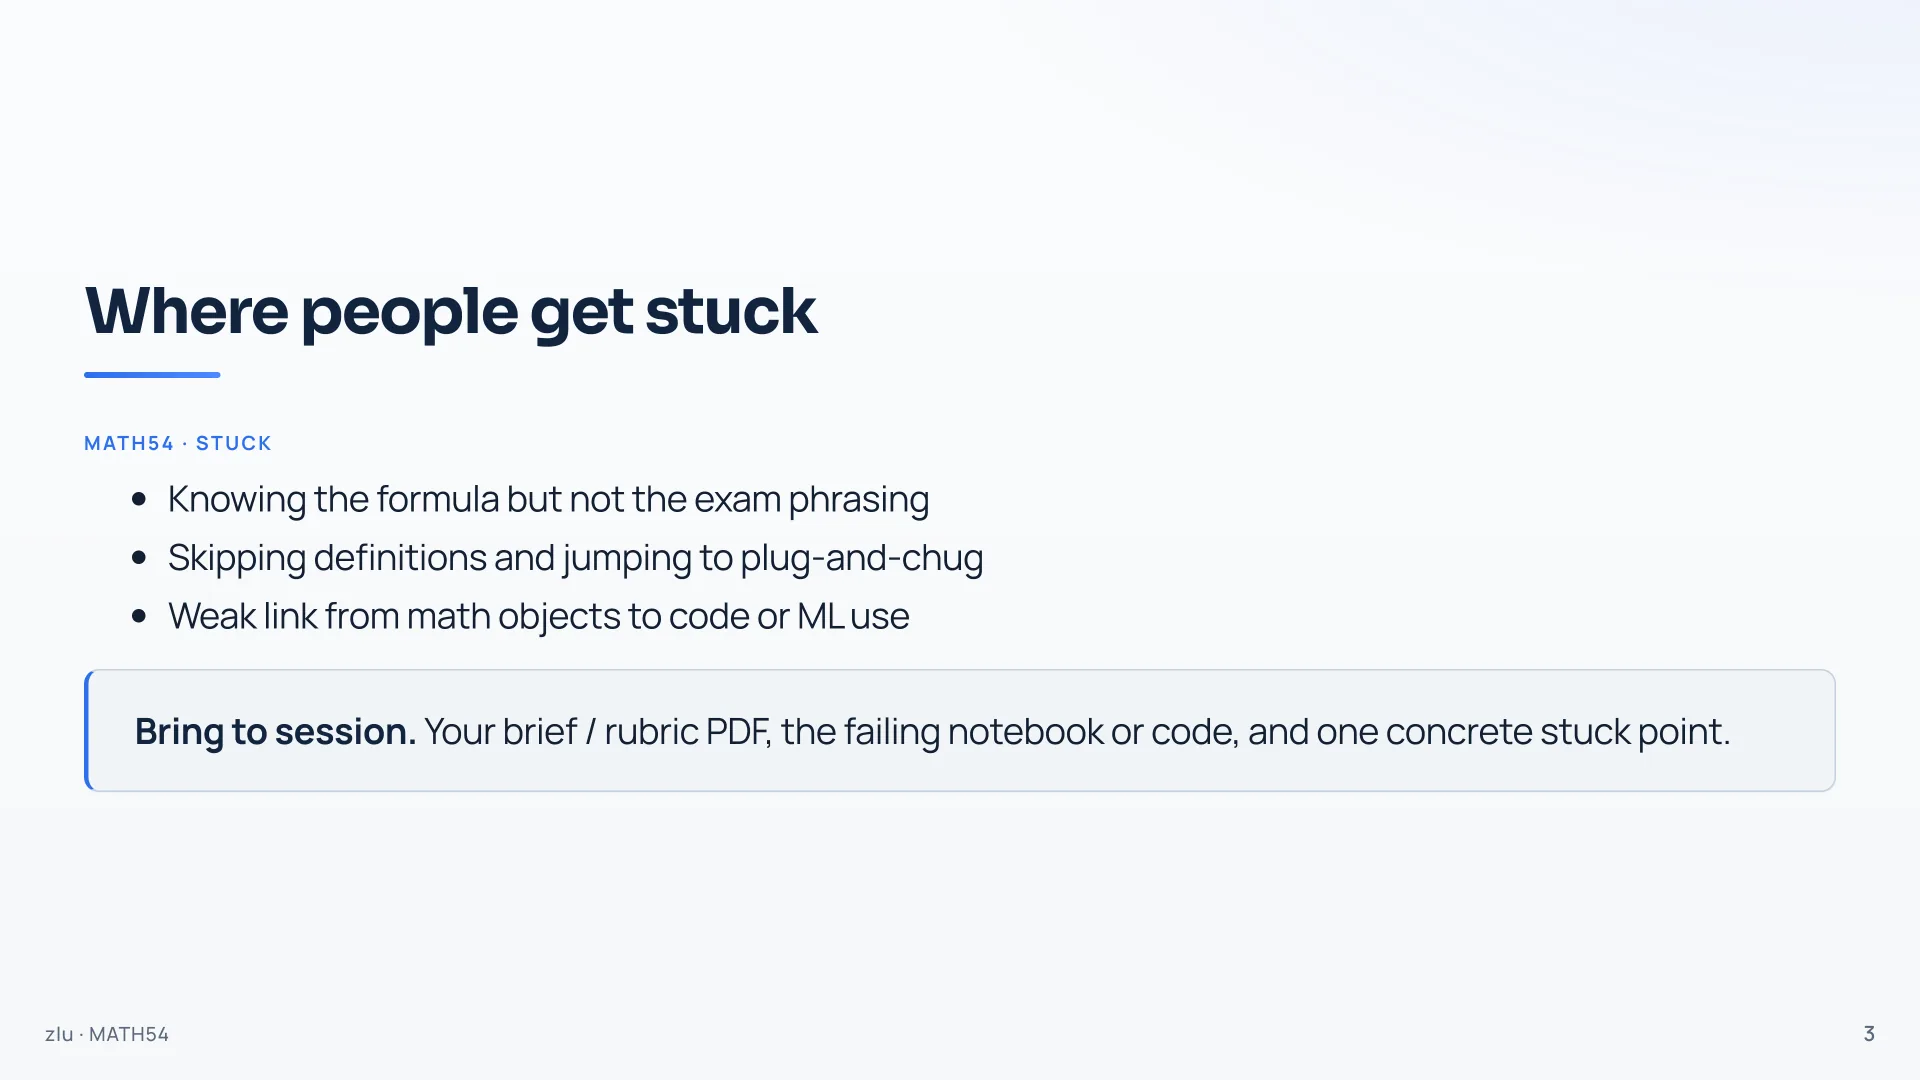 Where people get stuck
MATH54 · STUCK
• Knowing the formula but not the exam phrasing
• Skipping definitions and jumping to plug-and-chug
• Weak link from math objects to code or ML use
Bring to session. Your brief / rubric PDF, the failing notebook or code, and one concrete stuck point.
zlu · MATH54
3